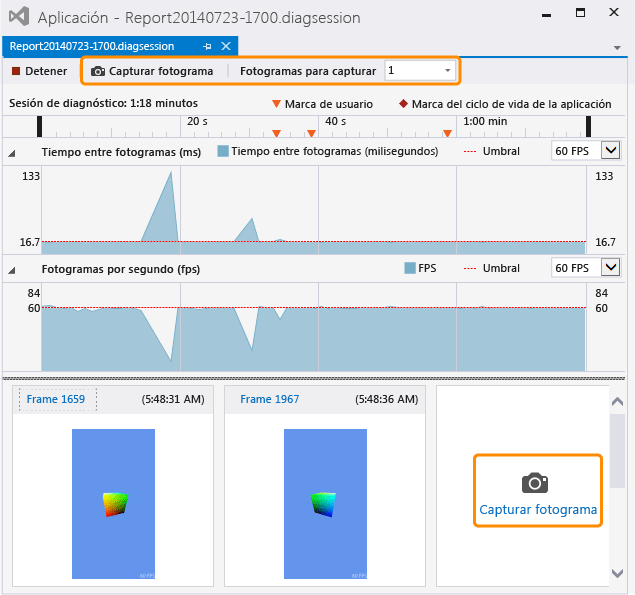 Aplicación - Report20140723-1700.diagsession
Report20140723-1700.diagsession
Detener Capturar fotograma Fotogramas para capturar 1
Sesión de diagnóstico: 1:18 minutos Marca de usuario Marca del ciclo de vida de la aplicación
20 s 40 s 1:00 min
Tiempo entre fotogramas (ms) Tiempo entre fotogramas (milisegundos) Umbral 60 FPS
133 133
16.7 16.7
Fotogramas por segundo (fps) FPS Umbral 60 FPS
84 84
60 60
Frame 1659 (5:48:31 AM) Frame 1967 (5:48:36 AM)
Capturar fotograma
60 FPS 60 FPS